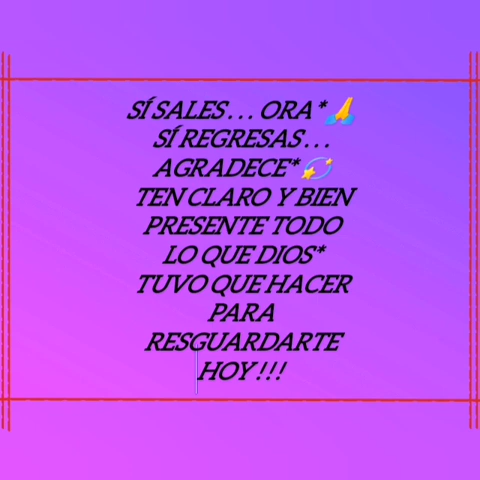 SÍ SALES... ORA*🙏
SÍ REGRESAS...
AGRADECE*💫
TEN CLARO Y BIEN
PRESENTE TODO
LO QUE DIOS*
TUVO QUE HACER
PARA
RESGUARDARTE
HOY!!!